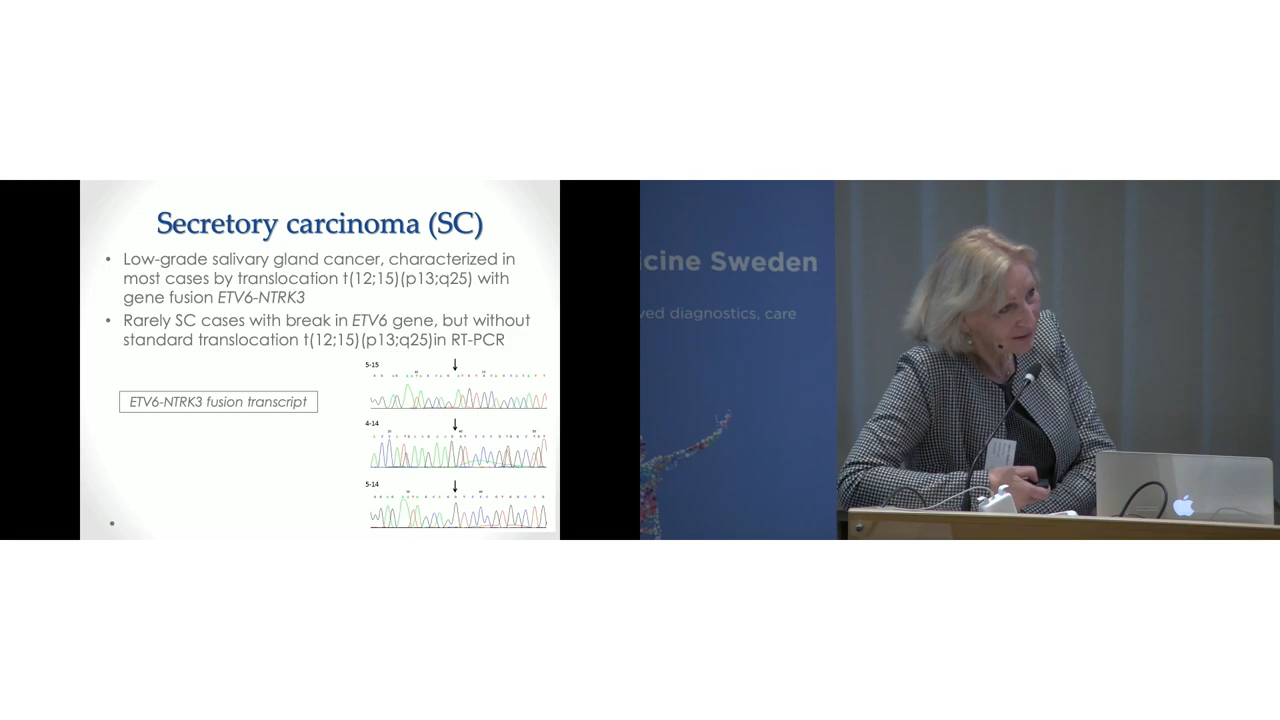 Secretory carcinoma (SC)
• Low-grade salivary gland cancer, characterized in
most cases by translocation t(12;15)(p13;q25) with
gene fusion ETV6-NTRK3
• Rarely SC cases with break in ETV6 gene, but without
standard translocation t(12;15)(p13;q25)in RT-PCR
ETV6-NTRK3 fusion transcript
5-15
4-14
5-14
•
icine Sweden
ved diagnostics, care